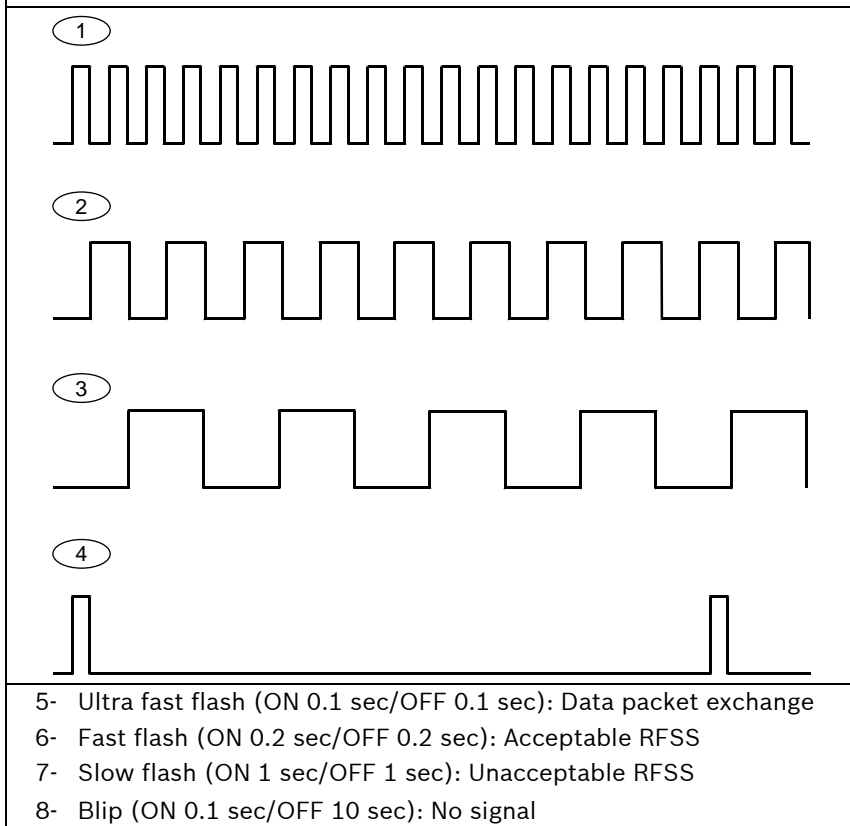 1
2
3
4
5- Ultra fast flash (ON 0.1 sec/OFF 0.1 sec): Data packet exchange
6- Fast flash (ON 0.2 sec/OFF 0.2 sec): Acceptable RFSS
7- Slow flash (ON 1 sec/OFF 1 sec): Unacceptable RFSS
8- Blip (ON 0.1 sec/OFF 10 sec): No signal